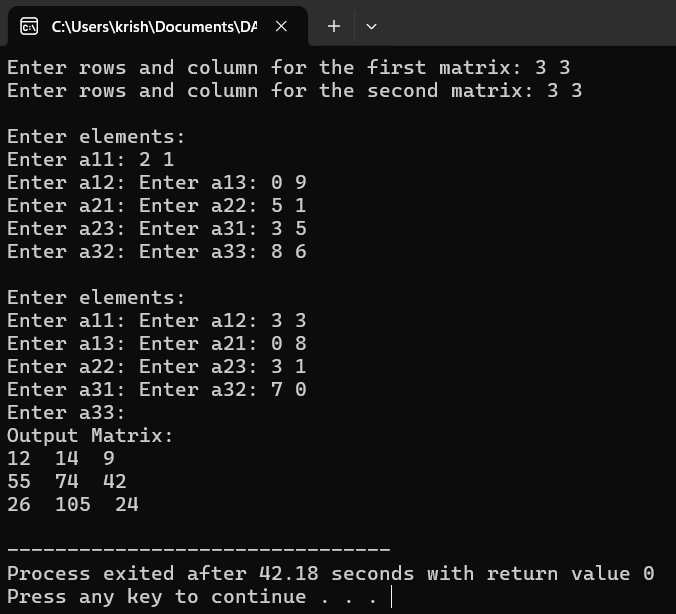 C:\Users\krish\Documents\DA
Enter rows and column for the first matrix: 3 3
Enter rows and column for the second matrix: 3 3
Enter elements:
Enter a11: 2 1
Enter a12: Enter a13: 0 9
Enter a21: Enter a22: 5 1
Enter a23: Enter a31: 3 5
Enter a32: Enter a33: 8 6
Enter elements:
Enter a11: Enter a12: 3 3
Enter a13: Enter a21: 0 8
Enter a22: Enter a23: 3 1
Enter a31: Enter a32: 7 0
Enter a33:
Output Matrix:
12  14  9
55  74  42
26  105  24
--------------------------------
Process exited after 42.18 seconds with return value 0
Press any key to continue . . .